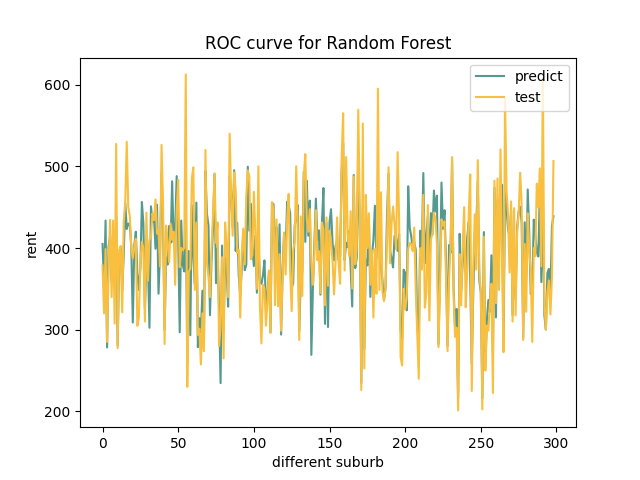 ROC curve for Random Forest
predict
test
600
500
400
300
200
rent
0 50 100 150 200 250 300
different suburb